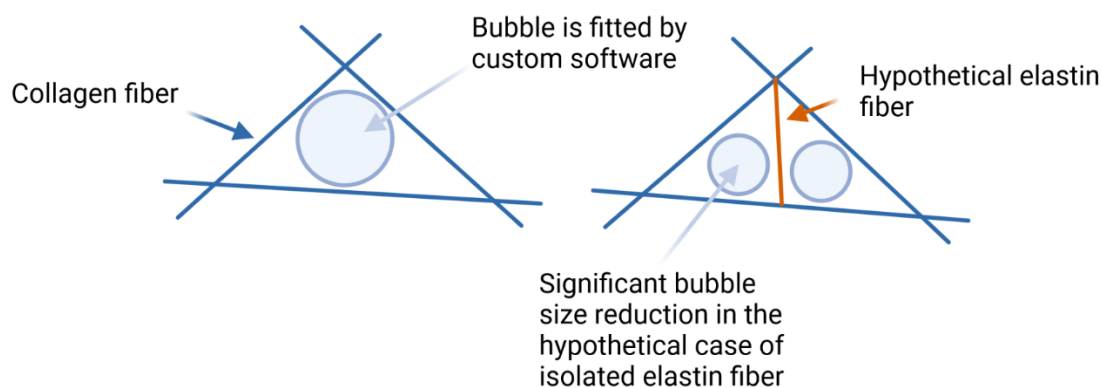 Bubble is fitted by
custom software
Collagen fiber
Hypothetical elastin
fiber
Significant bubble
size reduction in the
hypothetical case of
isolated elastin fiber